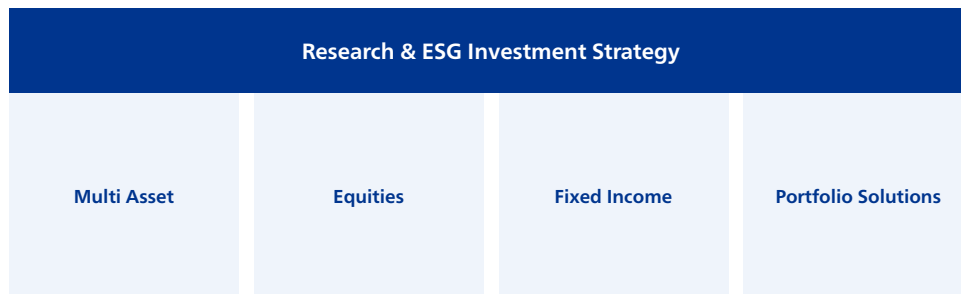 Research & ESG Investment Strategy
Multi Asset
Equities
Fixed Income
Portfolio Solutions